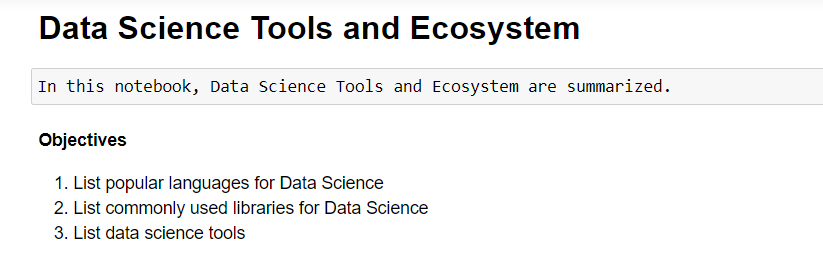 Data Science Tools and Ecosystem
In this notebook, Data Science Tools and Ecosystem are summarized.
Objectives
1. List popular languages for Data Science
2. List commonly used libraries for Data Science
3. List data science tools